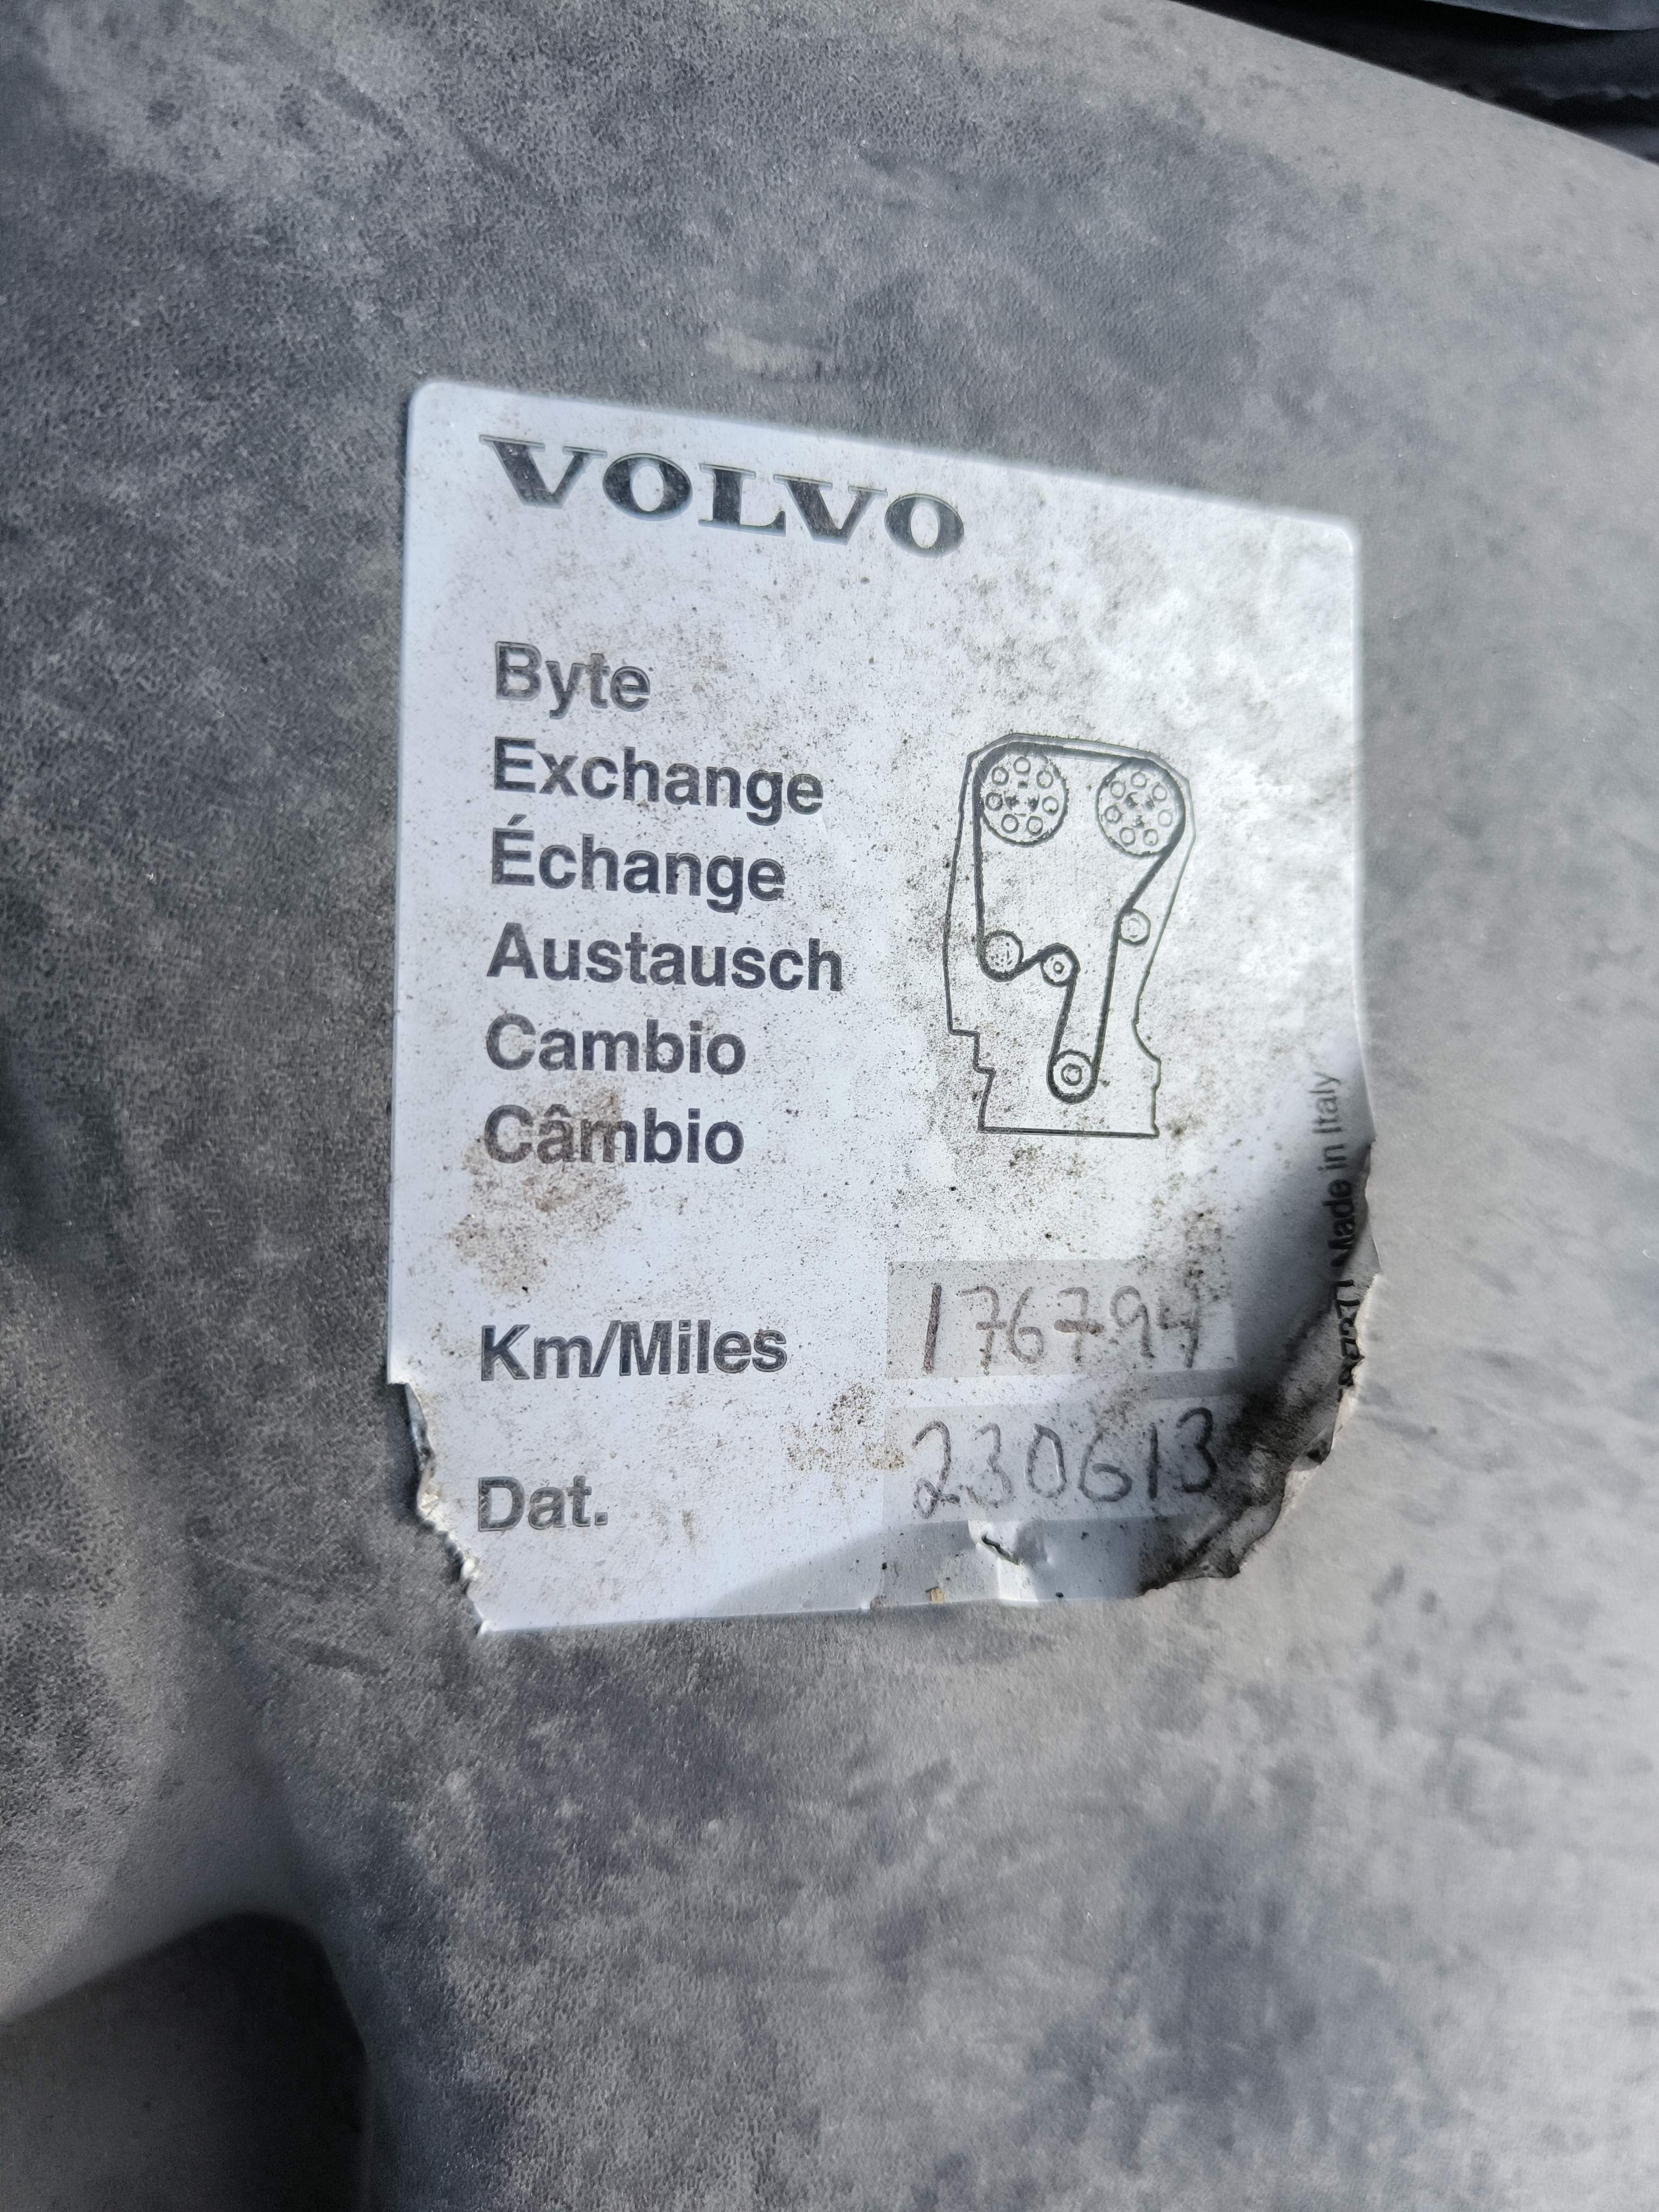 VOLVO
Byte
Exchange
Échange
Austausch
Cambio
Câmbio
Km/Miles 176794
Dat. 230613
Made in Italy